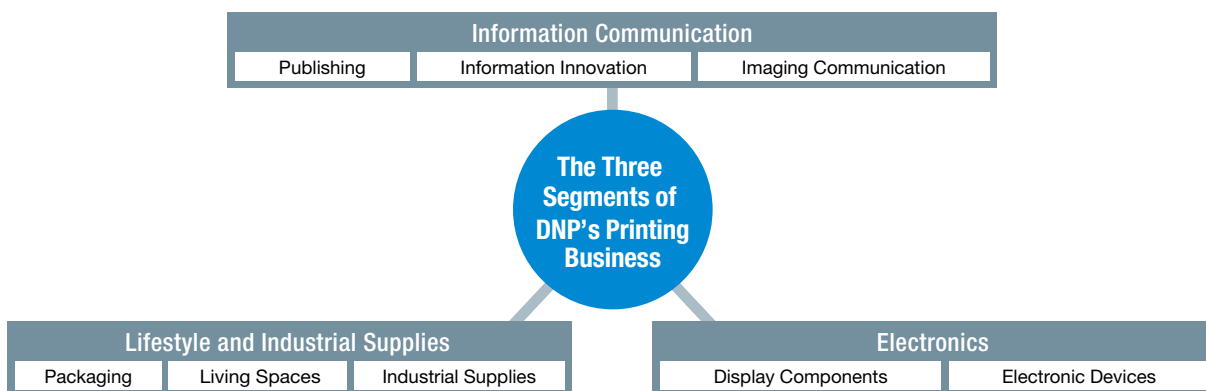 Information Communication
Publishing Information Innovation Imaging Communication
The Three
Segments of
DNP's Printing
Business
Lifestyle and Industrial Supplies
Packaging Living Spaces Industrial Supplies
Electronics
Display Components Electronic Devices